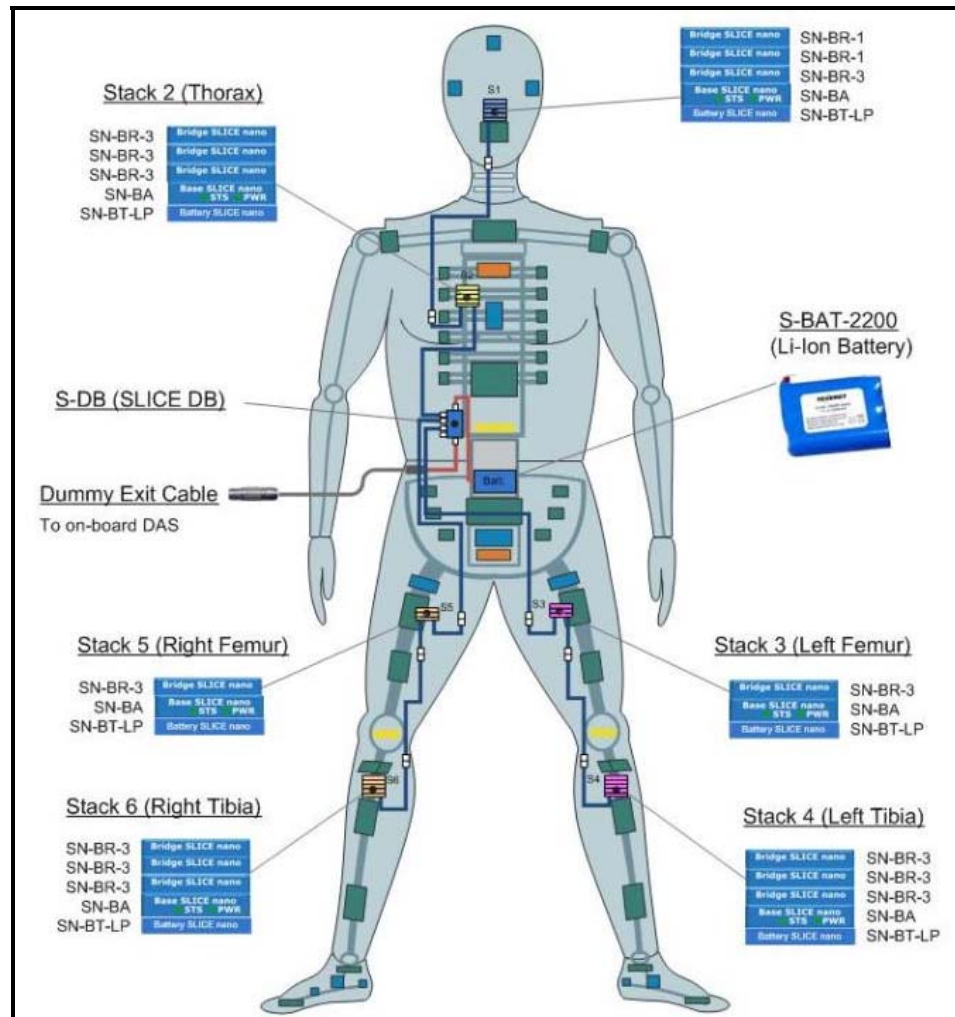 Bridge SLICE nano SN-BR-1
Bridge SLICE nano SN-BR-1
Bridge SLICE nano SN-BR-3
Base SLICE nano STS PWR SN-BA
Battery SLICE nano SN-BT-LP
S1
Stack 2 (Thorax)
SN-BR-3 Bridge SLICE nano
SN-BR-3 Bridge SLICE nano
SN-BR-3 Bridge SLICE nano
SN-BA Base SLICE nano STS PWR
SN-BT-LP Battery SLICE nano
S-BAT-2200
(Li-Ion Battery)
S-DB (SLICE DB)
Batt.
Dummy Exit Cable
To on-board DAS
S5
S3
Stack 5 (Right Femur)
SN-BR-3 Bridge SLICE nano
SN-BA Base SLICE nano STS PWR
SN-BT-LP Battery SLICE nano
Stack 3 (Left Femur)
Bridge SLICE nano SN-BR-3
Base SLICE nano STS PWR SN-BA
Battery SLICE nano SN-BT-LP
S6
S4
Stack 6 (Right Tibia)
SN-BR-3 Bridge SLICE nano
SN-BR-3 Bridge SLICE nano
SN-BR-3 Bridge SLICE nano
SN-BA Base SLICE nano STS PWR
SN-BT-LP Battery SLICE nano
Stack 4 (Left Tibia)
Bridge SLICE nano SN-BR-3
Bridge SLICE nano SN-BR-3
Bridge SLICE nano SN-BR-3
Base SLICE nano STS PWR SN-BA
Battery SLICE nano SN-BT-LP